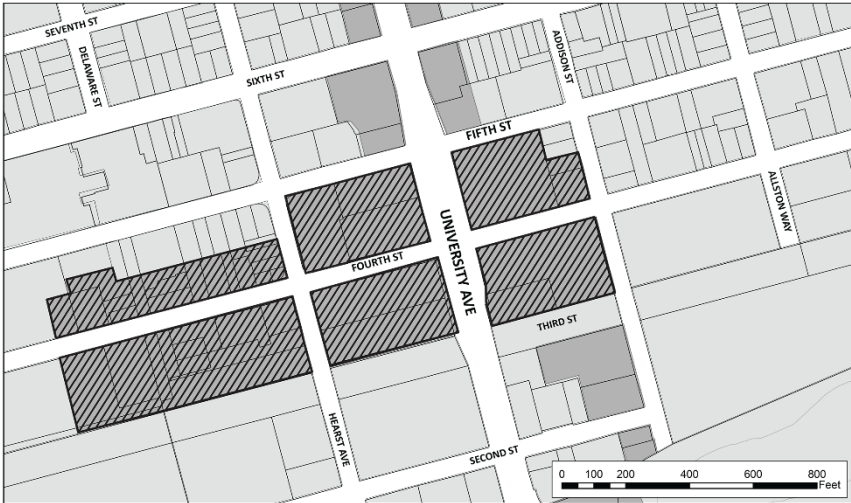 SEVENTH ST
DELAWARE ST
SIXTH ST
ADDISON ST
FIFTH ST
ALLSTON WAY
UNIVERSITY AVE
FOURTH ST
THIRD ST
HEARST AVE
SECOND ST
0 100 200 400 600 800
Feet